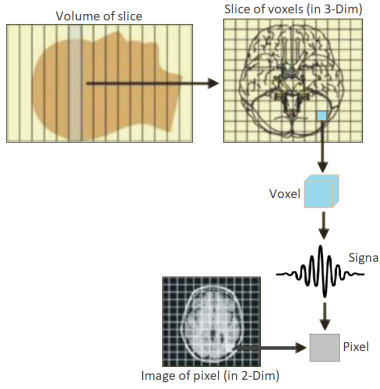 Volume of slice
Slice of voxels (in 3-Dim)
Voxel
Signa
Pixel
Image of pixel (in 2-Dim)